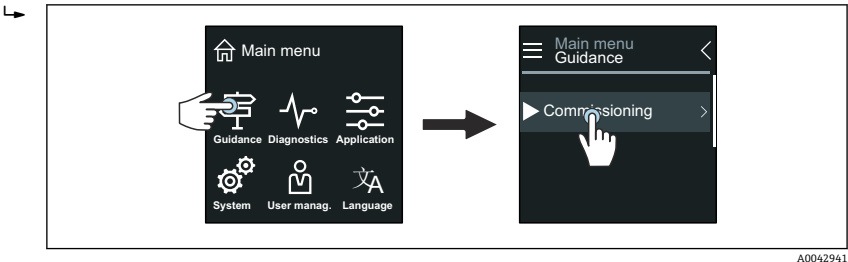 Main menu
Guidance Diagnostics Application
System User manag. Language
Main menu
Guidance
Commissioning
A0042941